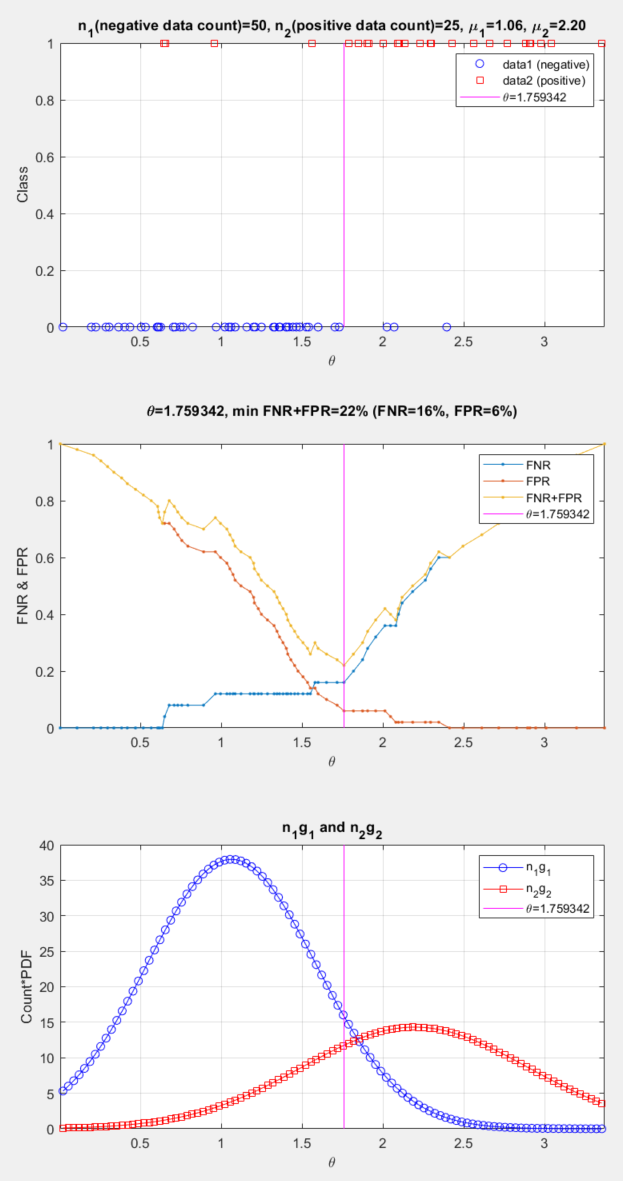 n1(negative data count)=50, n2(positive data count)=25, μ1=1.06, μ2=2.20
1
0.8
0.6
0.4
0.2
0
Class
data1 (negative)
data2 (positive)
θ=1.759342
0.5
1
1.5
2
2.5
3
θ
θ=1.759342, min FNR+FPR=22% (FNR=16%, FPR=6%)
1
0.8
0.6
0.4
0.2
0
FNR & FPR
FNR
FPR
FNR+FPR
θ=1.759342
0.5
1
1.5
2
2.5
3
θ
n1g1 and n2g2
40
35
30
25
20
15
10
5
0
Count*PDF
n1g1
n2g2
θ=1.759342
0.5
1
1.5
2
2.5
3
θ